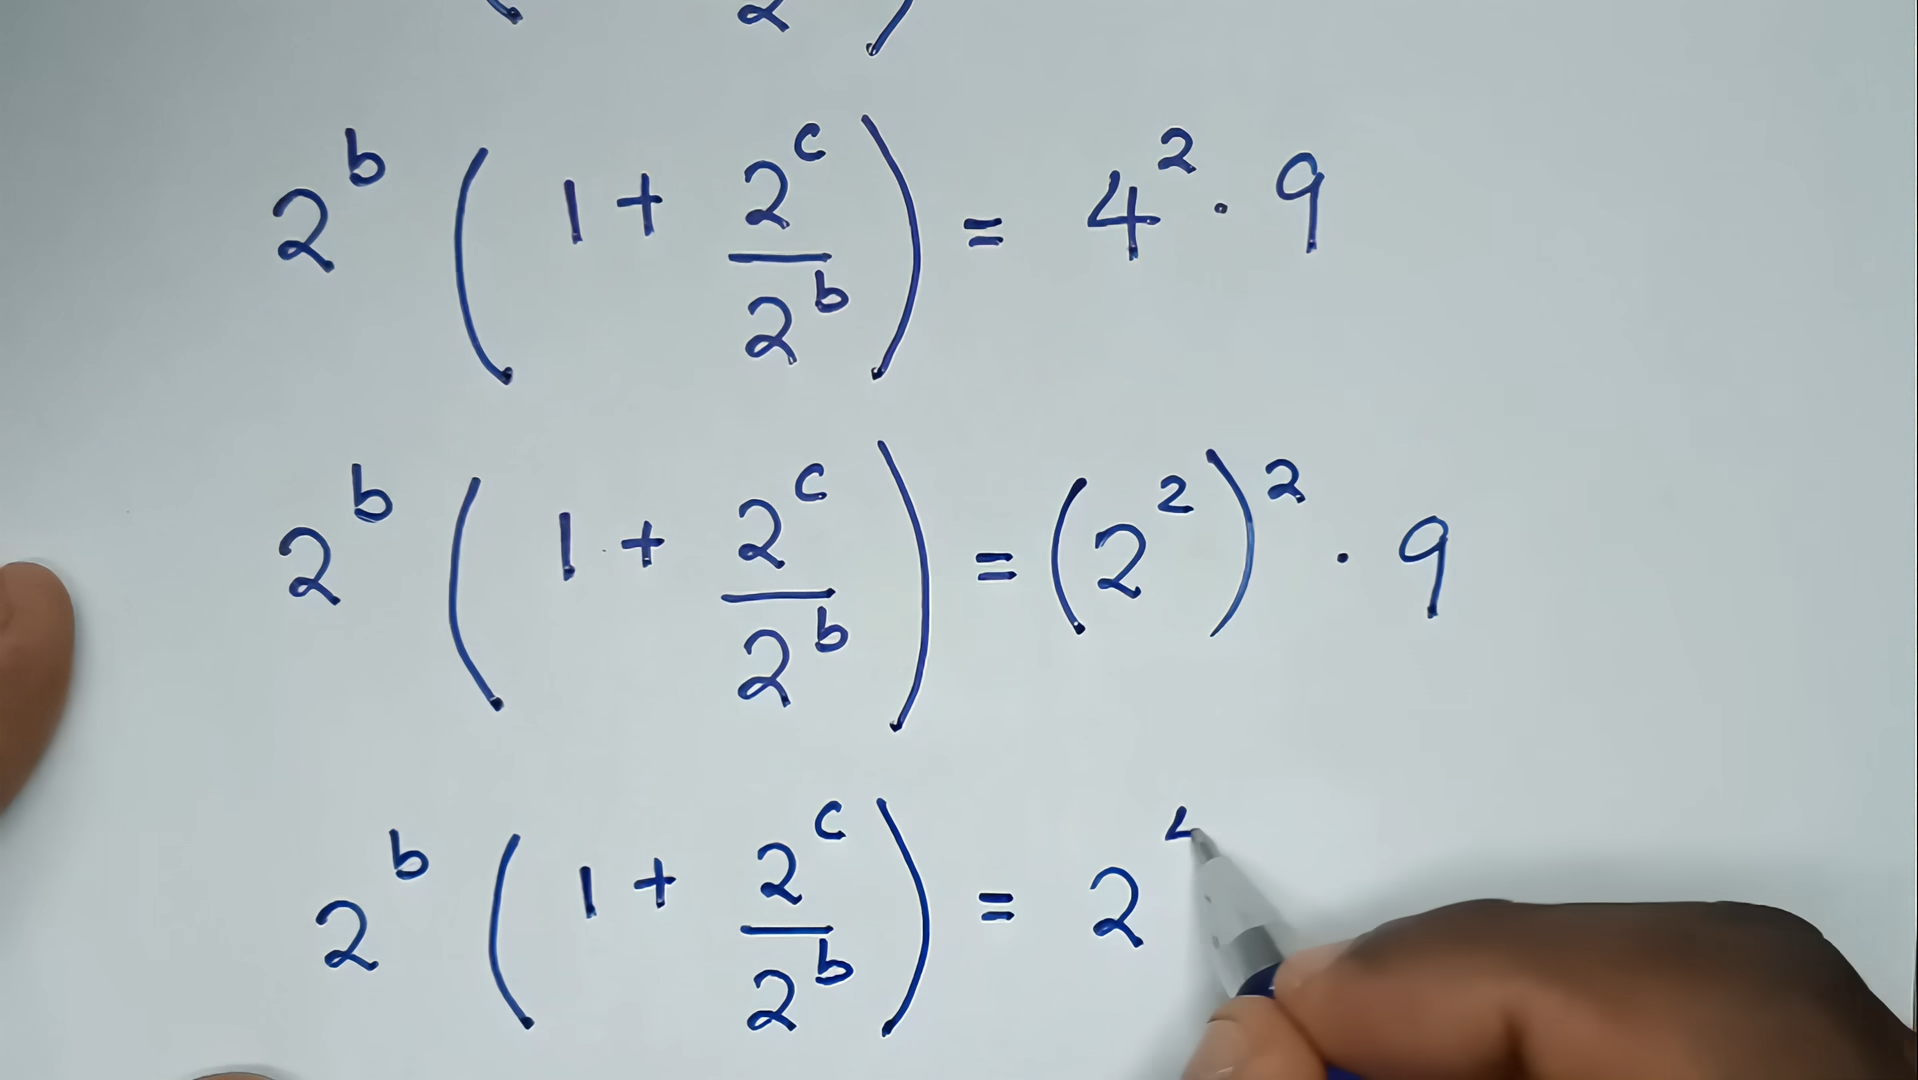 2 )
2^b ( 1 + 2^c / 2^b ) = 4^2 · 9
2^b ( 1 + 2^c / 2^b ) = (2^2)^2 · 9
2^b ( 1 + 2^c / 2^b ) = 2^4